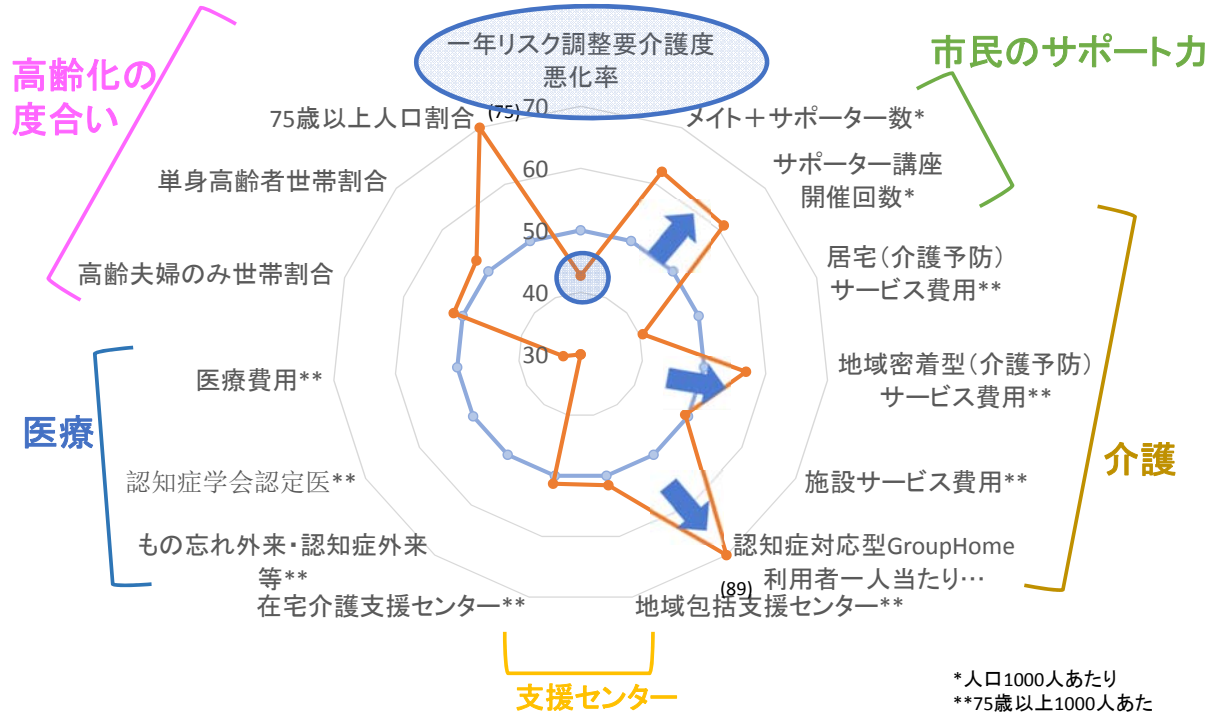 高齢化の
度合い
一年リスク調整要介護度
悪化率
市民のサポート力
75歳以上人口割合
(75)
70
メイト＋サポーター数*
単身高齢者世帯割合
60
サポーター講座
開催回数*
50
高齢夫婦のみ世帯割合
40
居宅（介護予防）
サービス費用**
30
医療
医療費用**
地域密着型（介護予防）
サービス費用**
介護
認知症学会認定医**
施設サービス費用**
もの忘れ外来・認知症外来
等**
認知症対応型GroupHome
利用者一人当たり…
(89)
在宅介護支援センター**
地域包括支援センター**
支援センター
*人口1000人あたり
**75歳以上1000人あた